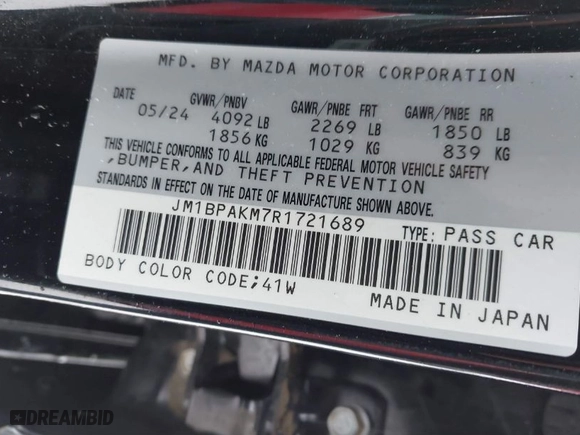 MFD. BY MAZDA MOTOR CORPORATION
DATE GVWR/PNBV GAWR/PNBE FRT GAWR/PNBE RR
05/24 4092 LB 2269 LB 1850 LB
1856 KG 1029 KG 839 KG
THIS VEHICLE CONFORMS TO ALL APPLICABLE FEDERAL MOTOR VEHICLE SAFETY
,BUMPER,AND THEFT PREVENTION
STANDARDS IN EFFECT ON THE DATE OF MANUFACTURE SHOWN ABOVE.
JM1BPAKM7R1721689 TYPE: PASS CAR
BODY COLOR CODE;41W
MADE IN JAPAN
DREAMBID